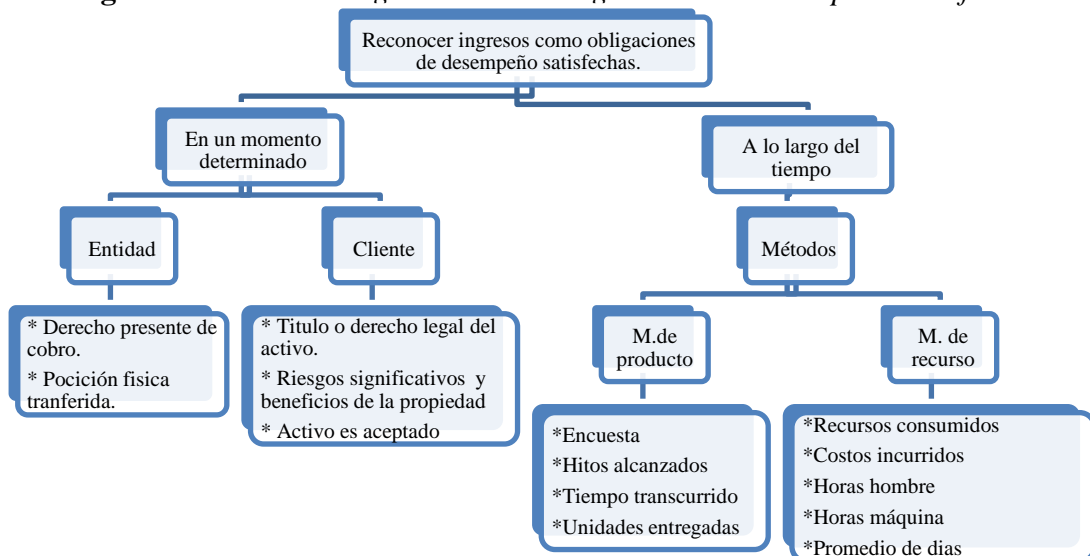 Reconocer ingresos como obligaciones
de desempeño satisfechas.
En un momento
determinado
A lo largo del
tiempo
Entidad
Cliente
Métodos
* Derecho presente de
cobro.
* Pocición fisica
tranferida.
* Titulo o derecho legal del
activo.
* Riesgos significativos y
beneficios de la propiedad
* Activo es aceptado
M.de
producto
M. de
recurso
*Encuesta
*Hitos alcanzados
*Tiempo transcurrido
*Unidades entregadas
*Recursos consumidos
*Costos incurridos
*Horas hombre
*Horas máquina
*Promedio de dias